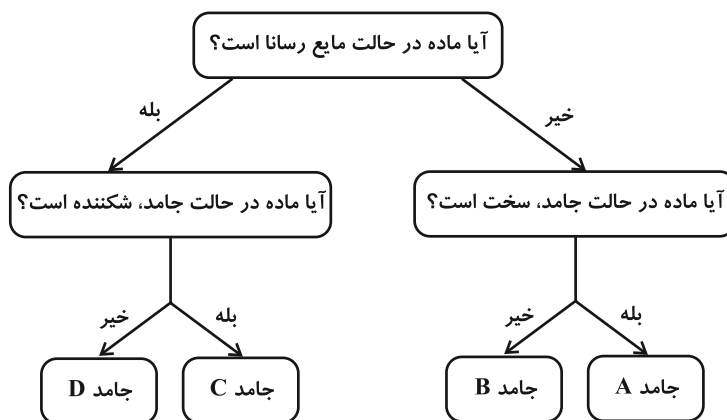 آیا ماده در حالت مایع رسانا است؟
خیر
بله
آیا ماده در حالت جامد، سخت است؟
آیا ماده در حالت جامد، شکننده است؟
بله
خیر
بله
خیر
جامد A
جامد B
جامد C
جامد D